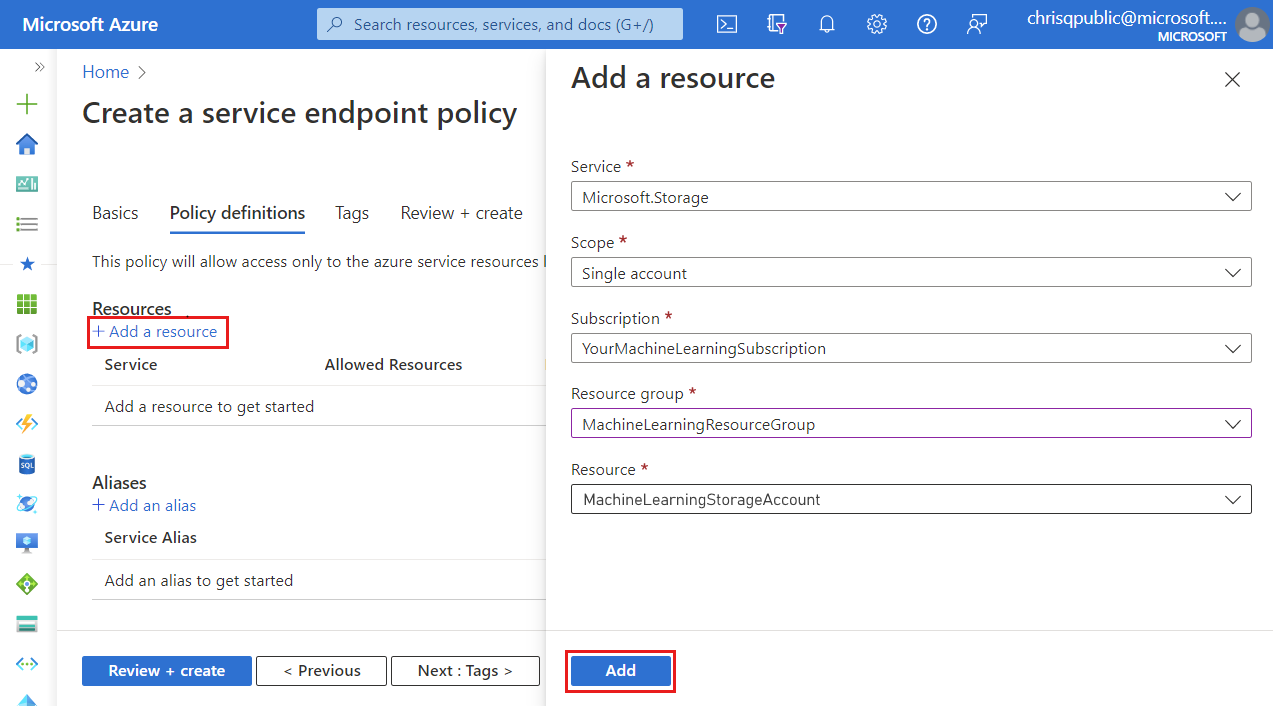 Microsoft Azure
Search resources, services, and docs (G+/)
chrisqpublic@microsoft....
MICROSOFT
Home
Create a service endpoint policy
Basics
Policy definitions
Tags
Review + create
This policy will allow access only to the azure service resources
Resources
+ Add a resource
Service Allowed Resources
Add a resource to get started
Aliases
+ Add an alias
Service Alias
Add an alias to get started
Review + create
< Previous
Next : Tags >
Add a resource
Service *
Microsoft.Storage
Scope *
Single account
Subscription *
YourMachineLearningSubscription
Resource group *
MachineLearningResourceGroup
Resource *
MachineLearningStorageAccount
Add
SQL